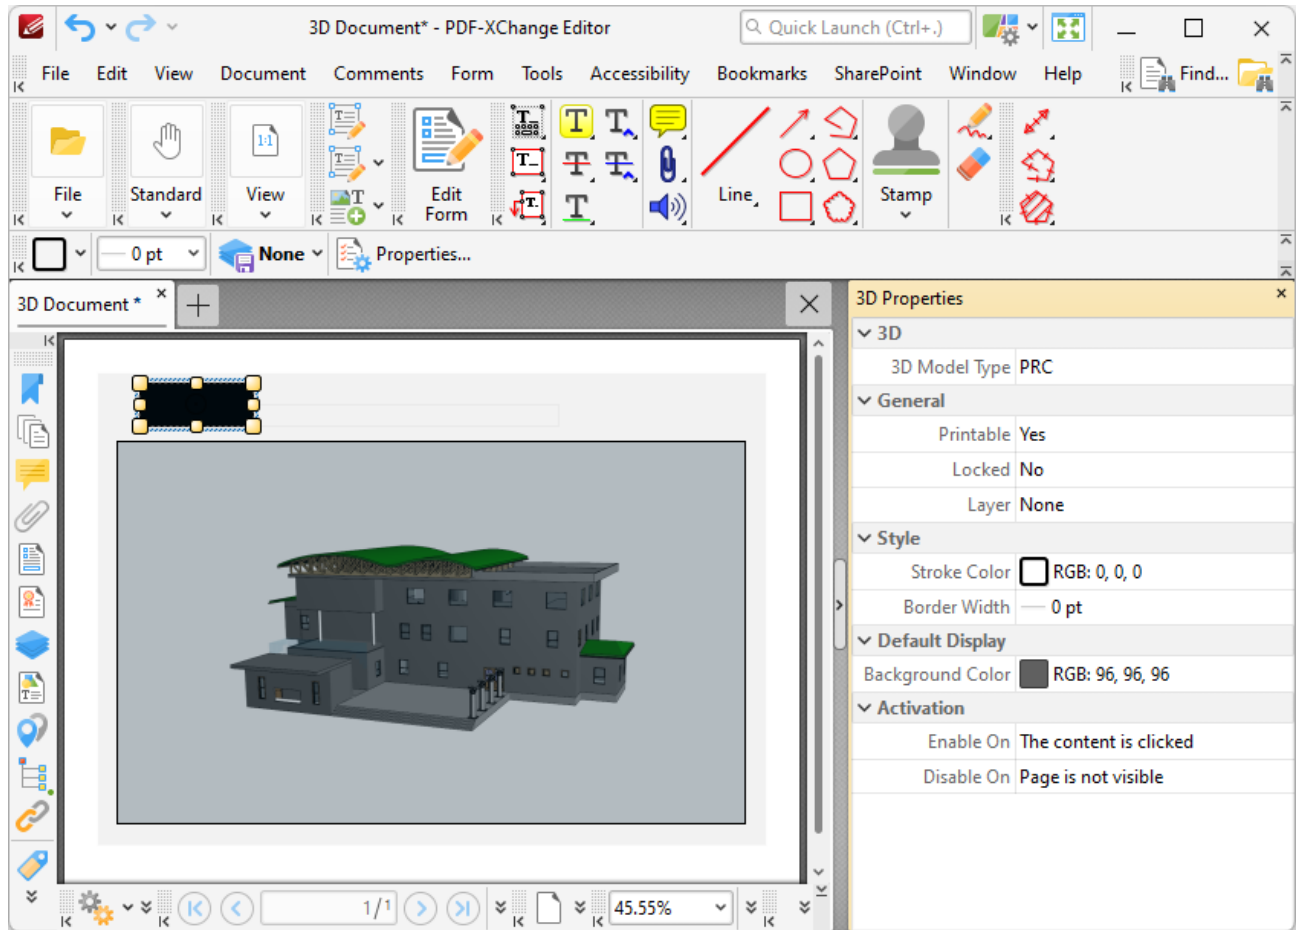 3D Document* - PDF-XChange Editor
Quick Launch (Ctrl+.)
File Edit View Document Comments Form Tools Accessibility Bookmarks SharePoint Window Help Find...
File
Standard
View
1:1
Edit Form
Line
Stamp
0 pt
None
Properties...
3D Document *
3D Properties
3D
3D Model Type PRC
General
Printable Yes
Locked No
Layer None
Style
Stroke Color RGB: 0, 0, 0
Border Width 0 pt
Default Display
Background Color RGB: 96, 96, 96
Activation
Enable On The content is clicked
Disable On Page is not visible
1/1
45.55%